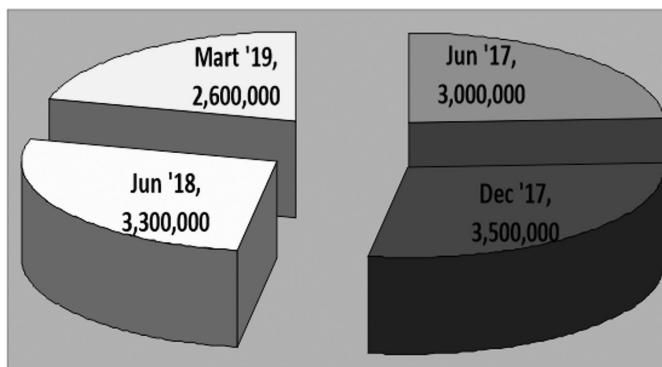 Mart '19,
2,600,000
Jun '17,
3,000,000
Jun '18,
3,300,000
Dec '17,
3,500,000